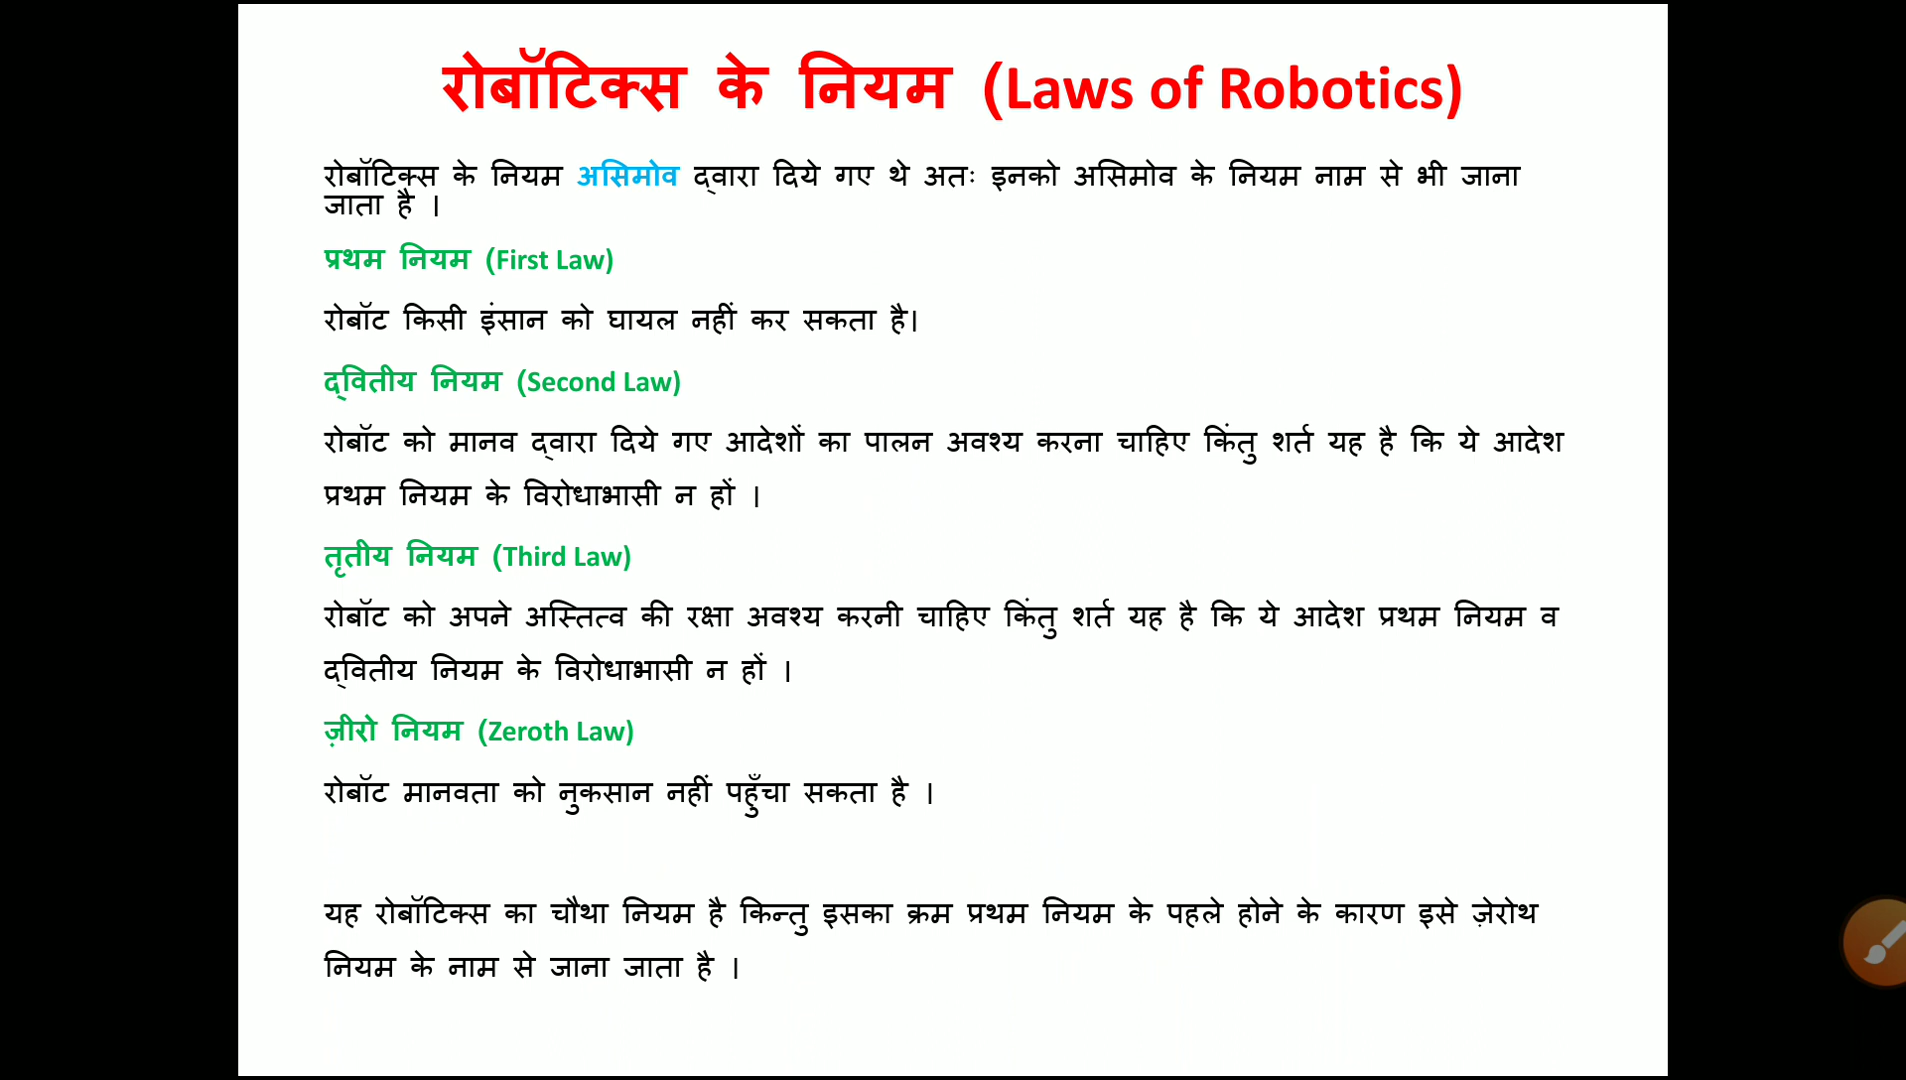 रोबॉटिक्स के नियम (Laws of Robotics)
रोबॉटिक्स के नियम असिमोव द्वारा दिये गए थे अतः इनको असिमोव के नियम नाम से भी जाना
जाता है ।
प्रथम नियम (First Law)
रोबॉट किसी इंसान को घायल नहीं कर सकता है।
द्वितीय नियम (Second Law)
रोबॉट को मानव द्वारा दिये गए आदेशों का पालन अवश्य करना चाहिए किंतु शर्त यह है कि ये आदेश
प्रथम नियम के विरोधाभासी न हों ।
तृतीय नियम (Third Law)
रोबॉट को अपने अस्तित्व की रक्षा अवश्य करनी चाहिए किंतु शर्त यह है कि ये आदेश प्रथम नियम व
द्वितीय नियम के विरोधाभासी न हों ।
ज़ीरो नियम (Zeroth Law)
रोबॉट मानवता को नुकसान नहीं पहुँचा सकता है ।
यह रोबॉटिक्स का चौथा नियम है किन्तु इसका क्रम प्रथम नियम के पहले होने के कारण इसे ज़ेरोथ
नियम के नाम से जाना जाता है ।